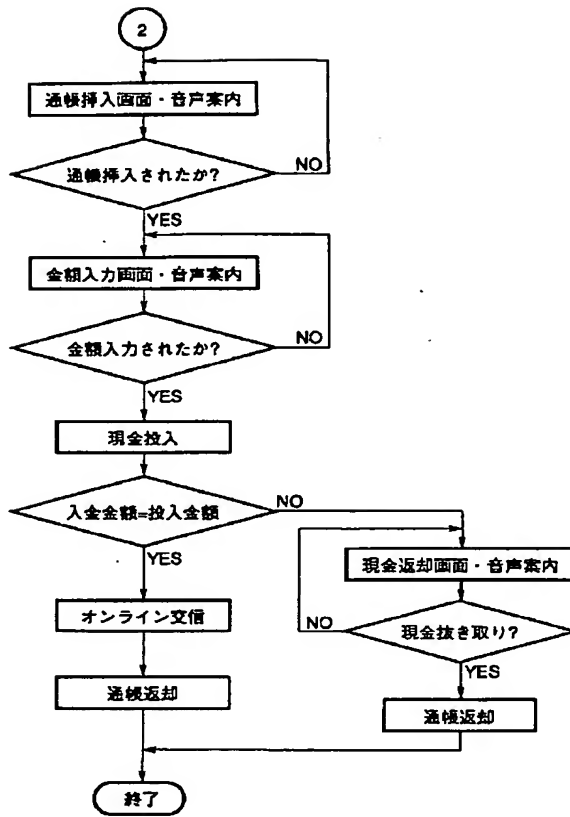 2
通帳挿入画面・音声案内
通帳挿入されたか?
NO
YES
金額入力画面・音声案内
金額入力されたか?
NO
YES
現金投入
入金金額=投入金額
NO
YES
現金返却画面・音声案内
オンライン交信
現金抜き取り?
NO
YES
通帳返却
通帳返却
終了